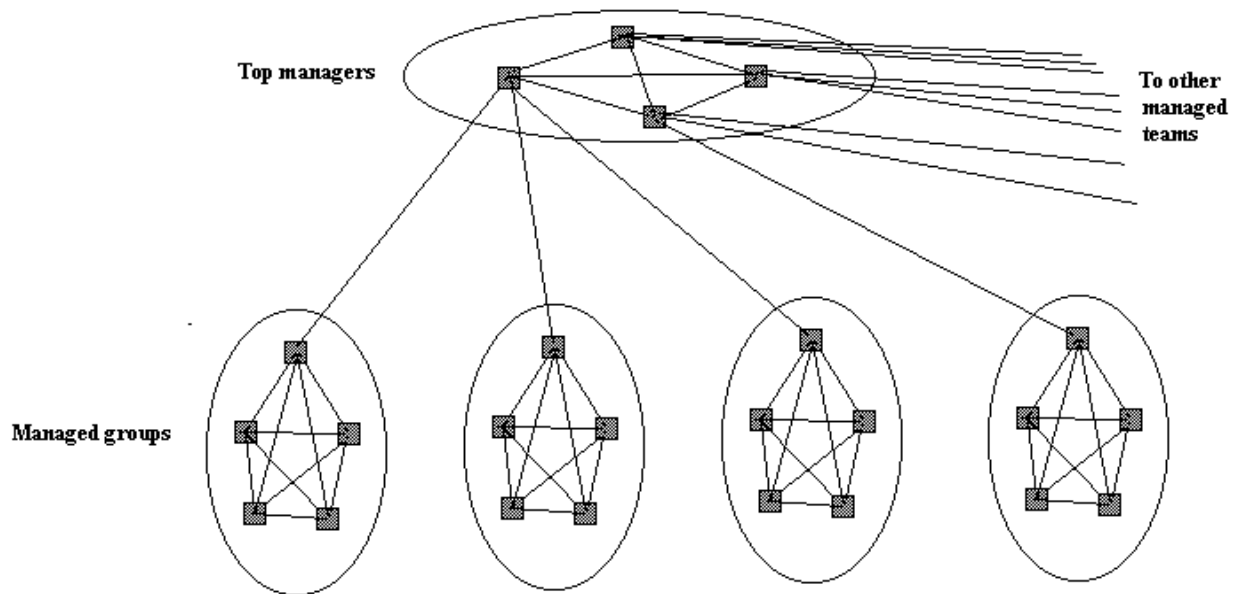 Top managers
To other
managed
teams
Managed groups